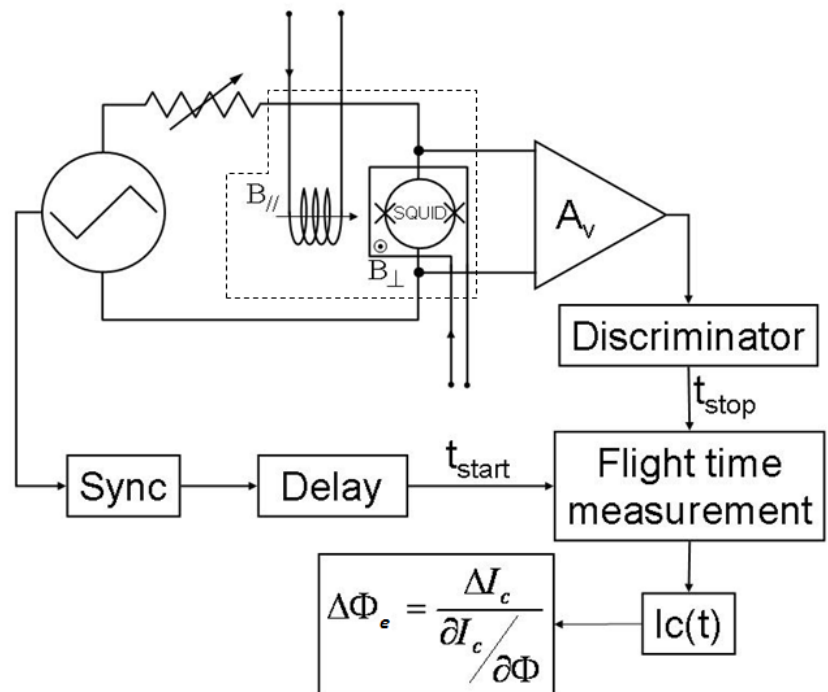 B//
SQUID
B⊥
Av
Discriminator
tstop
Sync
Delay
tstart
Flight time
measurement
ΔΦe = ΔIc / ∂Ic/∂Φ
Ic(t)